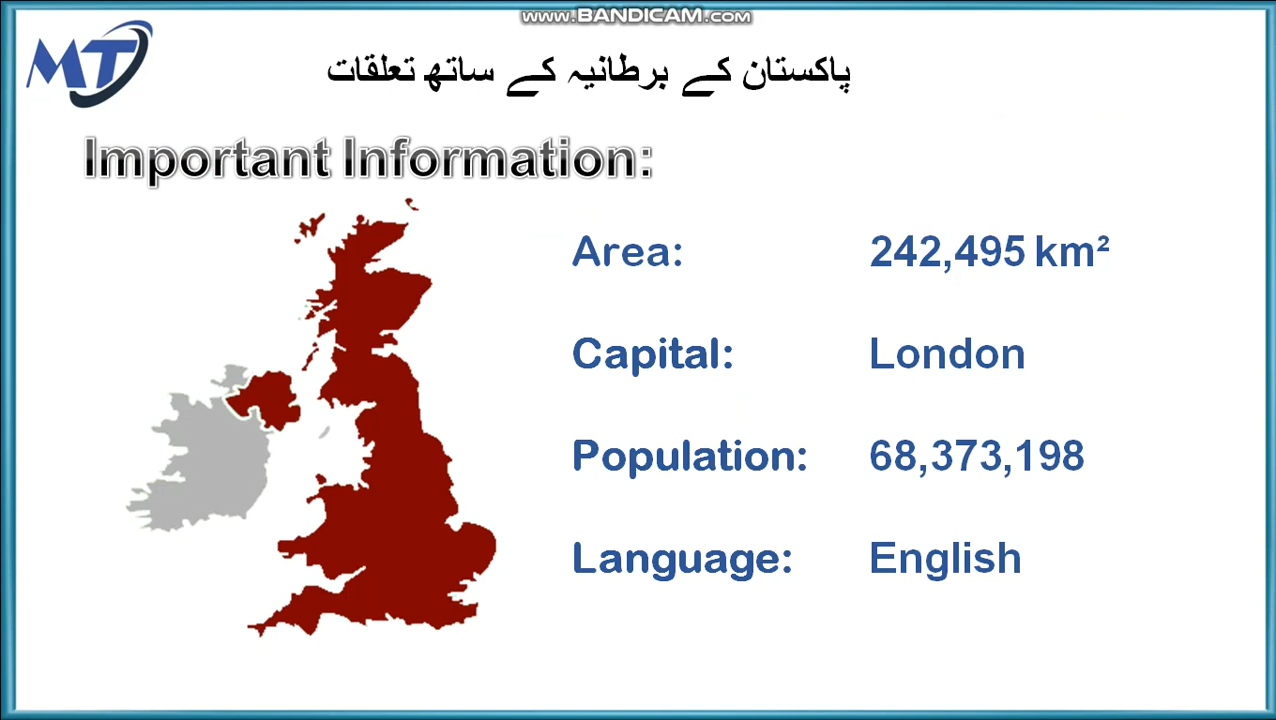 www.BANDICAM.com
MT
پاکستان کے برطانیہ کے ساتھ تعلقات
Important Information:
Area: 242,495 km²
Capital: London
Population: 68,373,198
Language: English